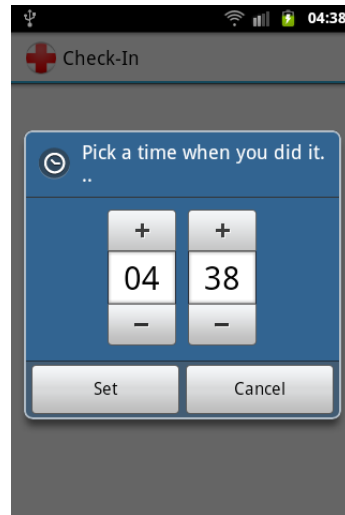 04:38
Check-In
Pick a time when you did it.
..
+ +
04 38
− −
Set Cancel